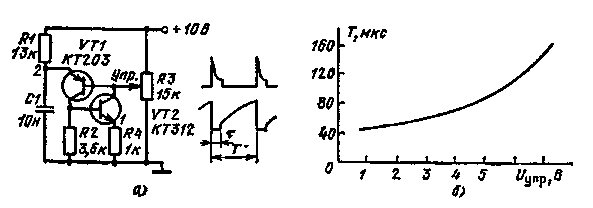 +10В
R1
13к
VT1
КТ203
2
Упр.
R3
15к
C1
10н
VT2
КТ312
1
R2
3,6к
R4
1к
τ
T
а)
T, мкс
160
120
80
40
1 2 3 4 5 Uупр, В
б)